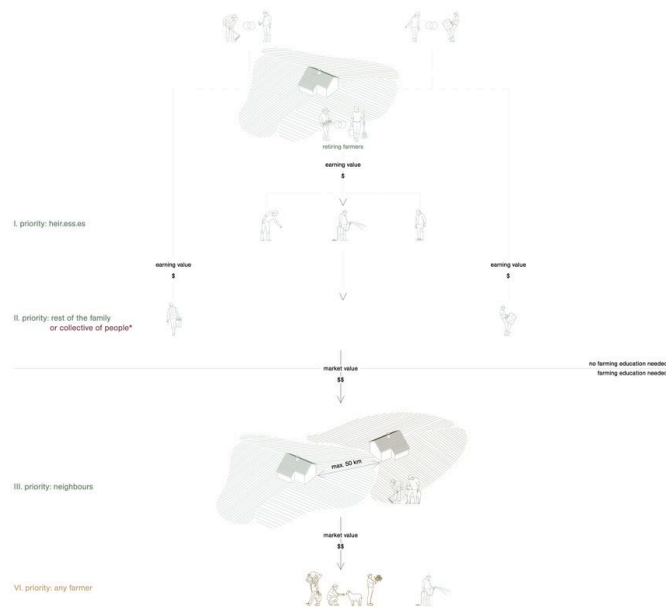 retiring farmers
earning value
$
I. priority: heir.ess.es
earning value
$
earning value
$
II. priority: rest of the family
or collective of people*
no farming education needed
market value
farming education needed
$$
max. 50 km
III. priority: neighbours
market value
$$
VI. priority: any farmer